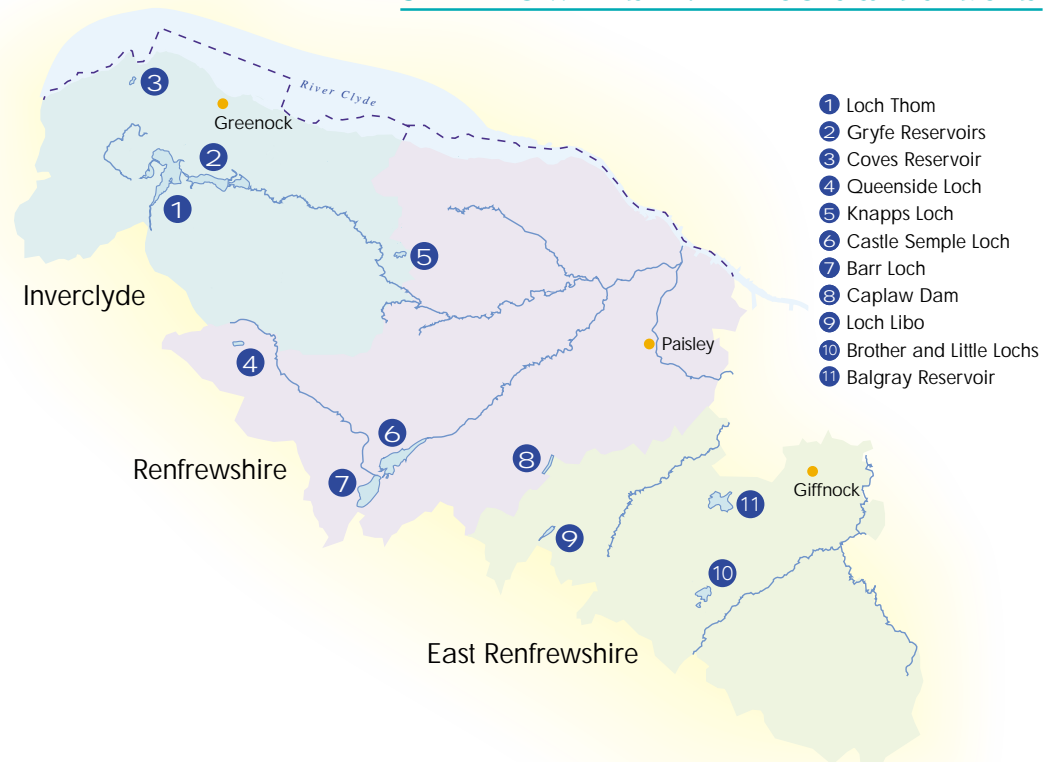 River Clyde
3
Greenock
2
1
5
Inverclyde
4
Paisley
6
Renfrewshire
7
8
Giffnock
11
9
10
East Renfrewshire
1 Loch Thom
2 Gryfe Reservoirs
3 Coves Reservoir
4 Queenside Loch
5 Knapps Loch
6 Castle Semple Loch
7 Barr Loch
8 Caplaw Dam
9 Loch Libo
10 Brother and Little Lochs
11 Balgray Reservoir